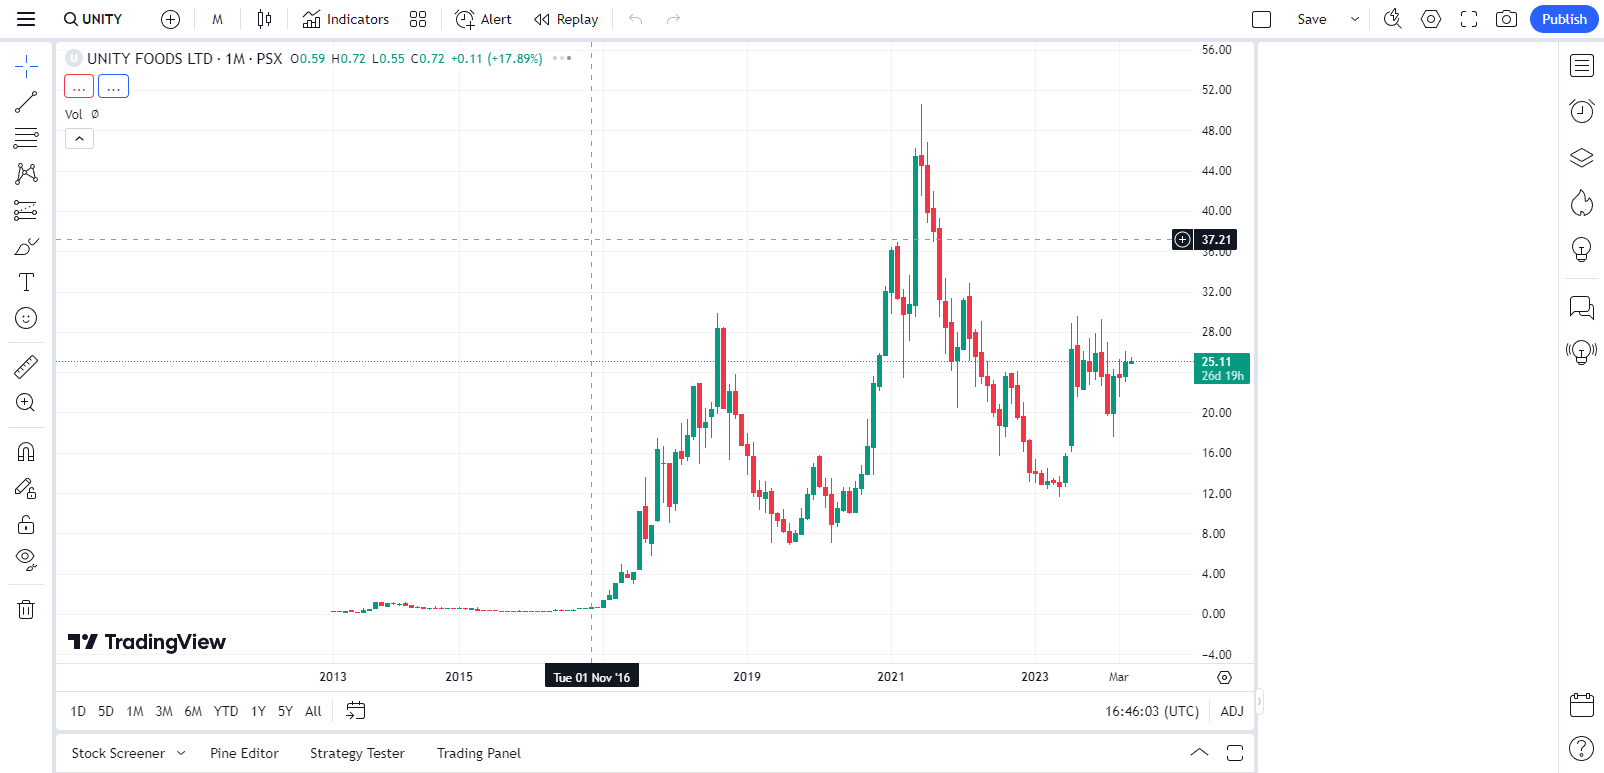 UNITY M Indicators Alert Replay Save Publish
U UNITY FOODS LTD · 1M · PSX O0.59 H0.72 L0.55 C0.72 +0.11 (+17.89%)
... ...
Vol Ø
56.00
52.00
48.00
44.00
40.00
37.21
36.00
32.00
28.00
25.11
26d 19h
20.00
16.00
12.00
8.00
4.00
0.00
−4.00
TradingView
2013 2015 Tue 01 Nov '16 2019 2021 2023 Mar
1D 5D 1M 3M 6M YTD 1Y 5Y All 16:46:03 (UTC) ADJ
Stock Screener Pine Editor Strategy Tester Trading Panel